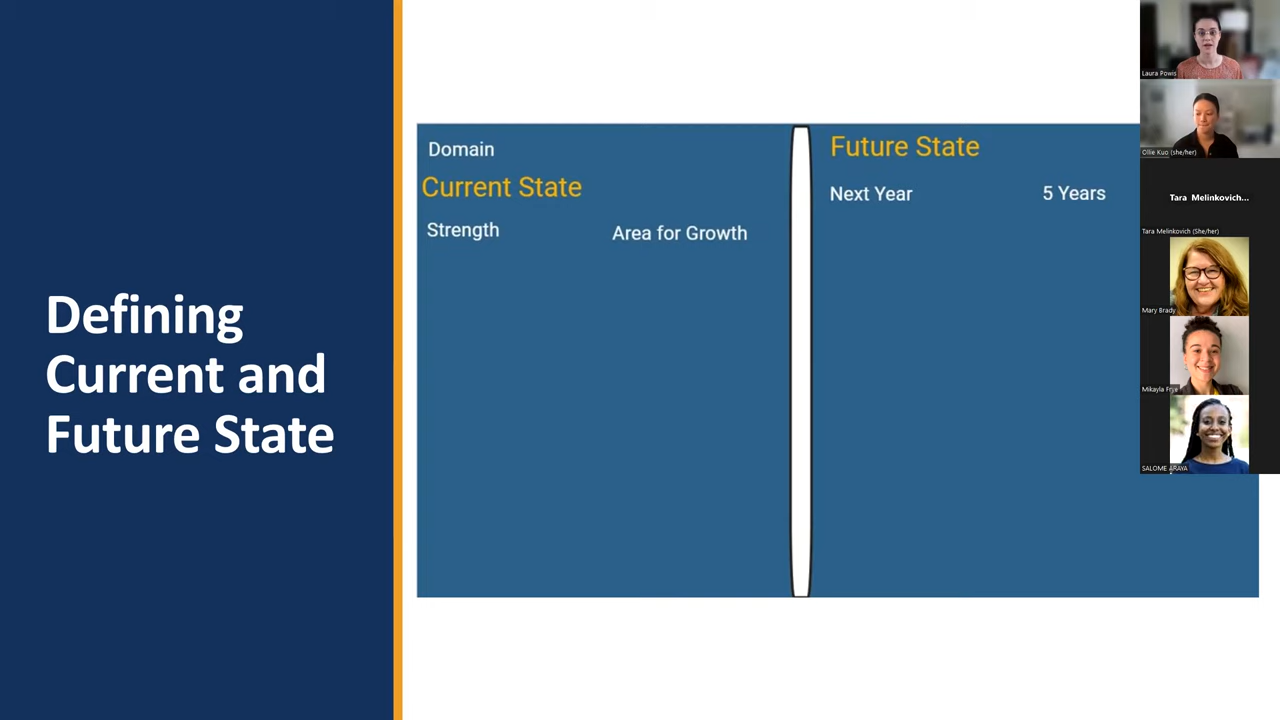 Defining
Current and
Future State
Domain
Current State
Strength
Area for Growth
Future State
Next Year
5 Years
Laura Powis
Ollie Kuo (she/her)
Tara Melinkovich...
Tara Melinkovich (She/her)
Mary Brady
Mikayla Frye
SALOME ARAYA